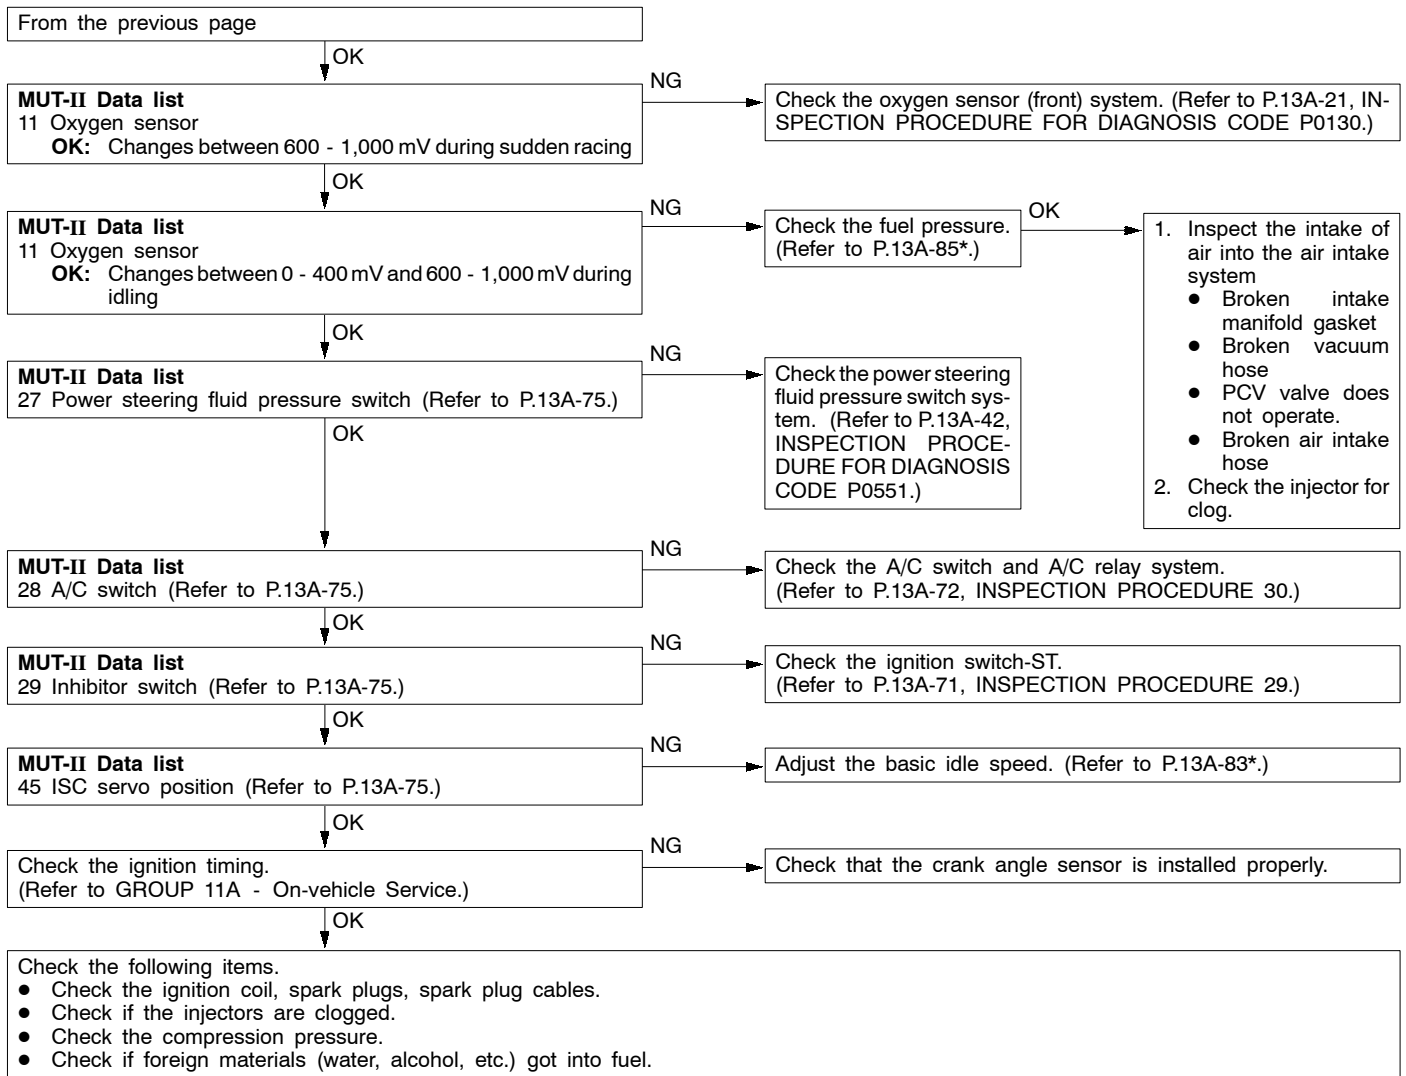 From the previous page
OK
MUT-II Data list
11 Oxygen sensor
OK: Changes between 600 - 1,000 mV during sudden racing
NG
Check the oxygen sensor (front) system. (Refer to P.13A-21, IN-
SPECTION PROCEDURE FOR DIAGNOSIS CODE P0130.)
OK
MUT-II Data list
11 Oxygen sensor
OK: Changes between 0 - 400 mV and 600 - 1,000 mV during
idling
NG
Check the fuel pressure.
(Refer to P.13A-85*.)
OK
1. Inspect the intake of
air into the air intake
system
● Broken intake
manifold gasket
● Broken vacuum
hose
● PCV valve does
not operate.
● Broken air intake
hose
2. Check the injector for
clog.
OK
MUT-II Data list
27 Power steering fluid pressure switch (Refer to P.13A-75.)
NG
Check the power steering
fluid pressure switch sys-
tem. (Refer to P.13A-42,
INSPECTION PROCE-
DURE FOR DIAGNOSIS
CODE P0551.)
OK
MUT-II Data list
28 A/C switch (Refer to P.13A-75.)
NG
Check the A/C switch and A/C relay system.
(Refer to P.13A-72, INSPECTION PROCEDURE 30.)
OK
MUT-II Data list
29 Inhibitor switch (Refer to P.13A-75.)
NG
Check the ignition switch-ST.
(Refer to P.13A-71, INSPECTION PROCEDURE 29.)
OK
MUT-II Data list
45 ISC servo position (Refer to P.13A-75.)
NG
Adjust the basic idle speed. (Refer to P.13A-83*.)
OK
Check the ignition timing.
(Refer to GROUP 11A - On-vehicle Service.)
NG
Check that the crank angle sensor is installed properly.
OK
Check the following items.
● Check the ignition coil, spark plugs, spark plug cables.
● Check if the injectors are clogged.
● Check the compression pressure.
● Check if foreign materials (water, alcohol, etc.) got into fuel.